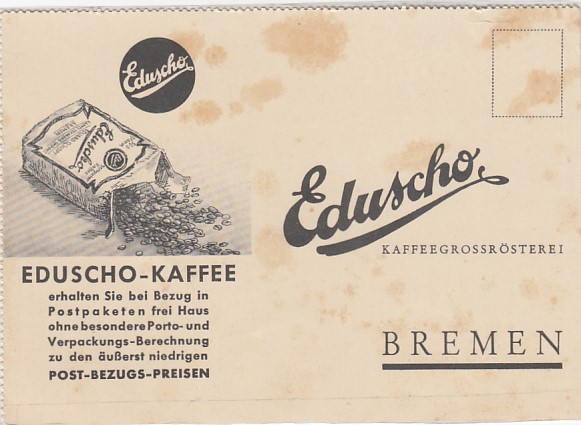 Eduscho
Eduscho
EDUSCHO-KAFFEE
erhalten Sie bei Bezug in
Postpaketen frei Haus
ohne besondere Porto- und
Verpackungs-Berechnung
zu den äußerst niedrigen
POST-BEZUGS-PREISEN
Eduscho
KAFFEEGROSSRÖSTEREI
BREMEN